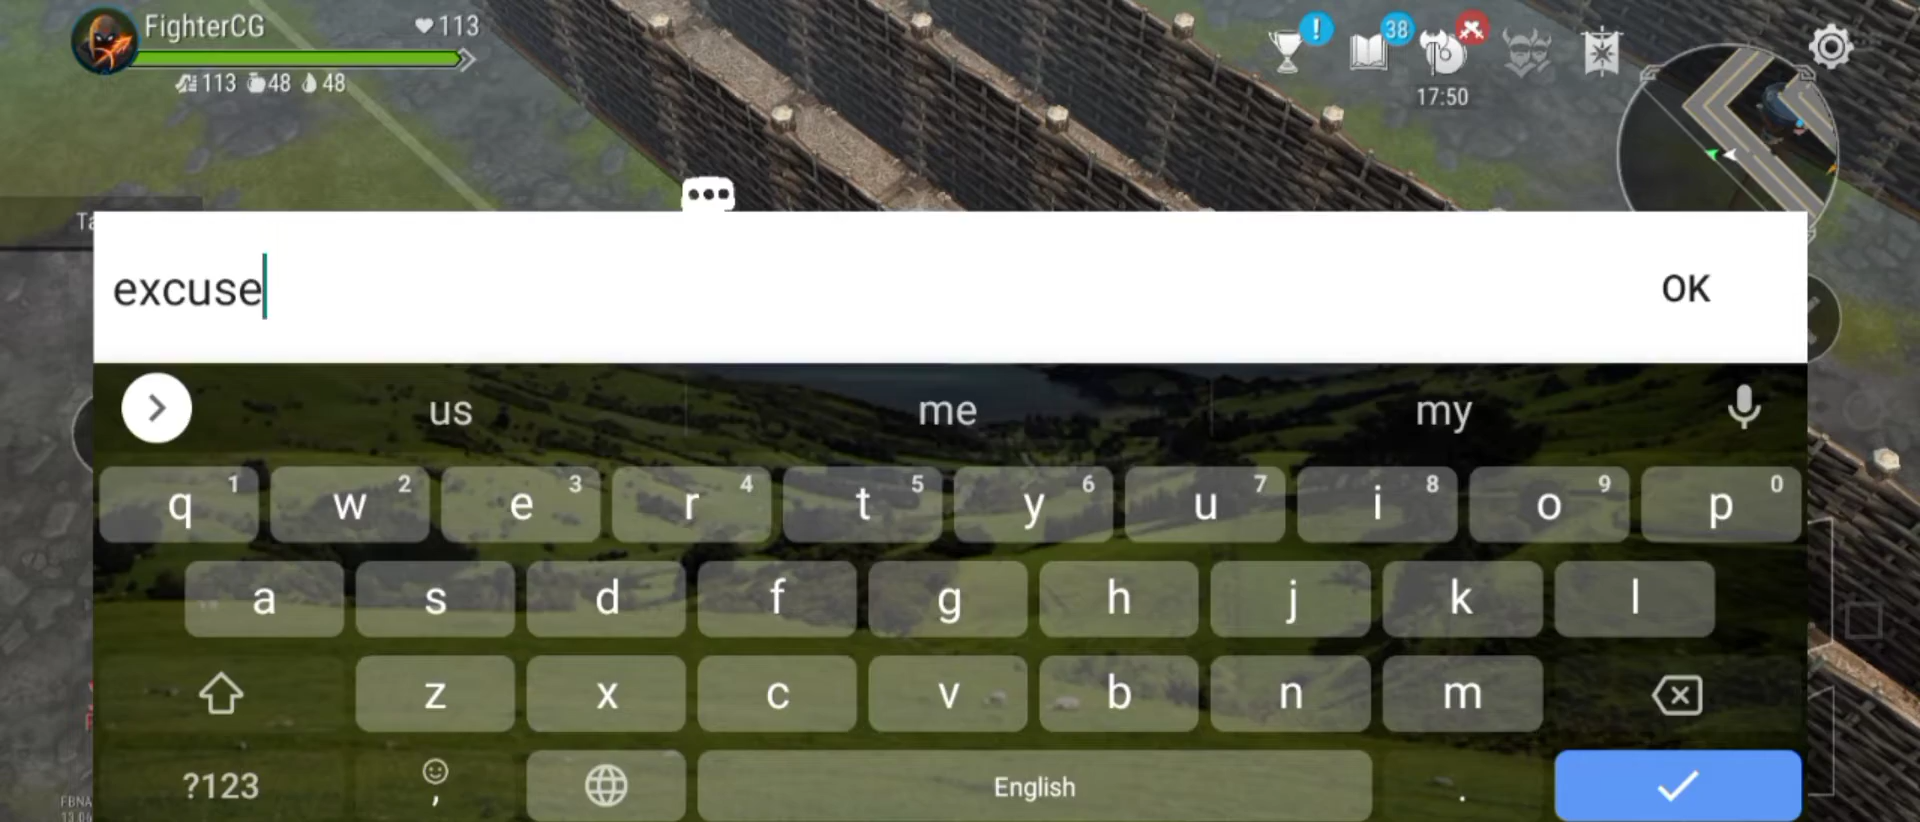 FighterCG
113
113 48 48
! 38
17:50
excuse
OK
us me my
q 1 w 2 e 3 r 4 t 5 y 6 u 7 i 8 o 9 p 0
a s d f g h j k l
z x c v b n m
?123 , English .
FBNA